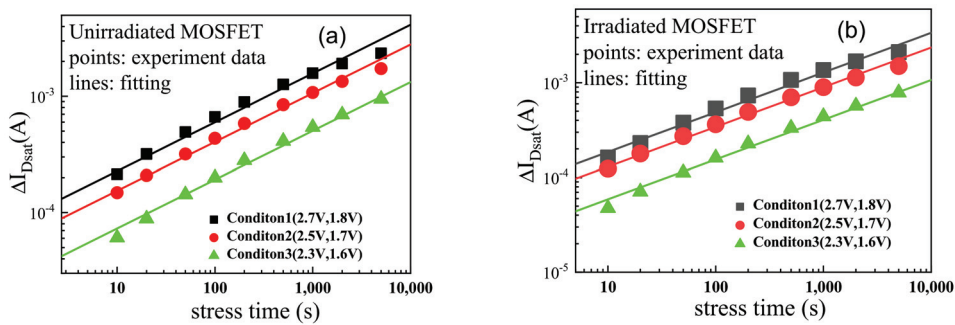 Unirradiated MOSFET
(a)
points: experiment data
lines: fitting
10⁻³
10⁻⁴
ΔI_Dsat(A)
Conditon1(2.7V,1.8V)
Conditon2(2.5V,1.7V)
Conditon3(2.3V,1.6V)
10 100 1,000 10,000
stress time (s)
Irradiated MOSFET
(b)
points: experiment data
lines: fitting
10⁻²
10⁻³
10⁻⁴
10⁻⁵
ΔI_Dsat(A)
Conditon1(2.7V,1.8V)
Conditon2(2.5V,1.7V)
Conditon3(2.3V,1.6V)
10 100 1,000 10,000
stress time (s)